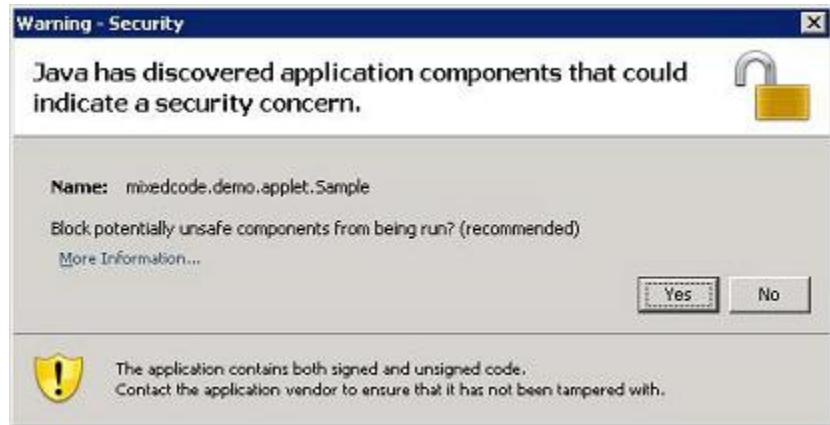 Warning - Security
Java has discovered application components that could
indicate a security concern.
Name: mixedcode.demo.applet.Sample
Block potentially unsafe components from being run? (recommended)
More Information...
Yes No
The application contains both signed and unsigned code.
Contact the application vendor to ensure that it has not been tampered with.